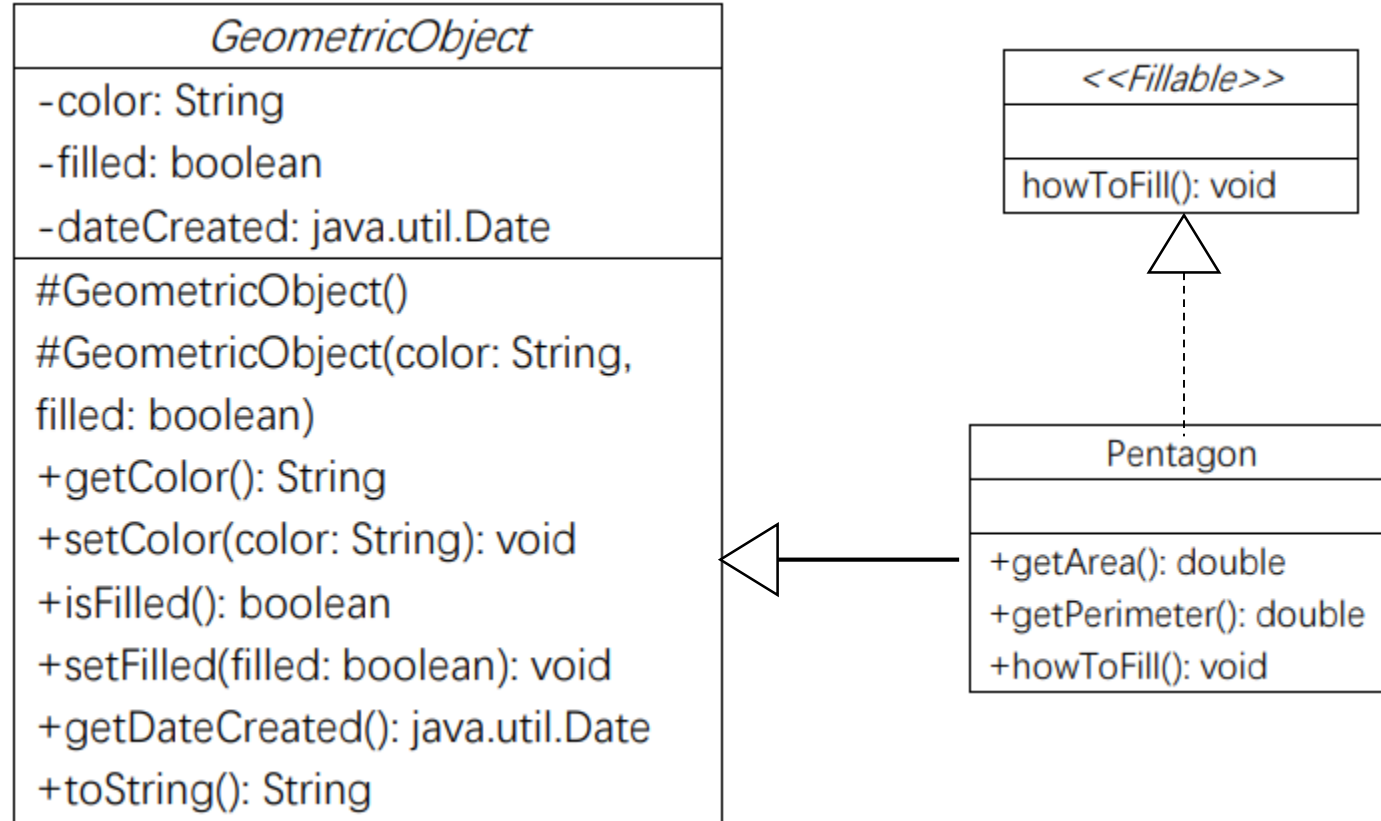 GeometricObject
-color: String
-filled: boolean
-dateCreated: java.util.Date
#GeometricObject()
#GeometricObject(color: String,
filled: boolean)
+getColor(): String
+setColor(color: String): void
+isFilled(): boolean
+setFilled(filled: boolean): void
+getDateCreated(): java.util.Date
+toString(): String
<<Fillable>>
howToFill(): void
Pentagon
+getArea(): double
+getPerimeter(): double
+howToFill(): void